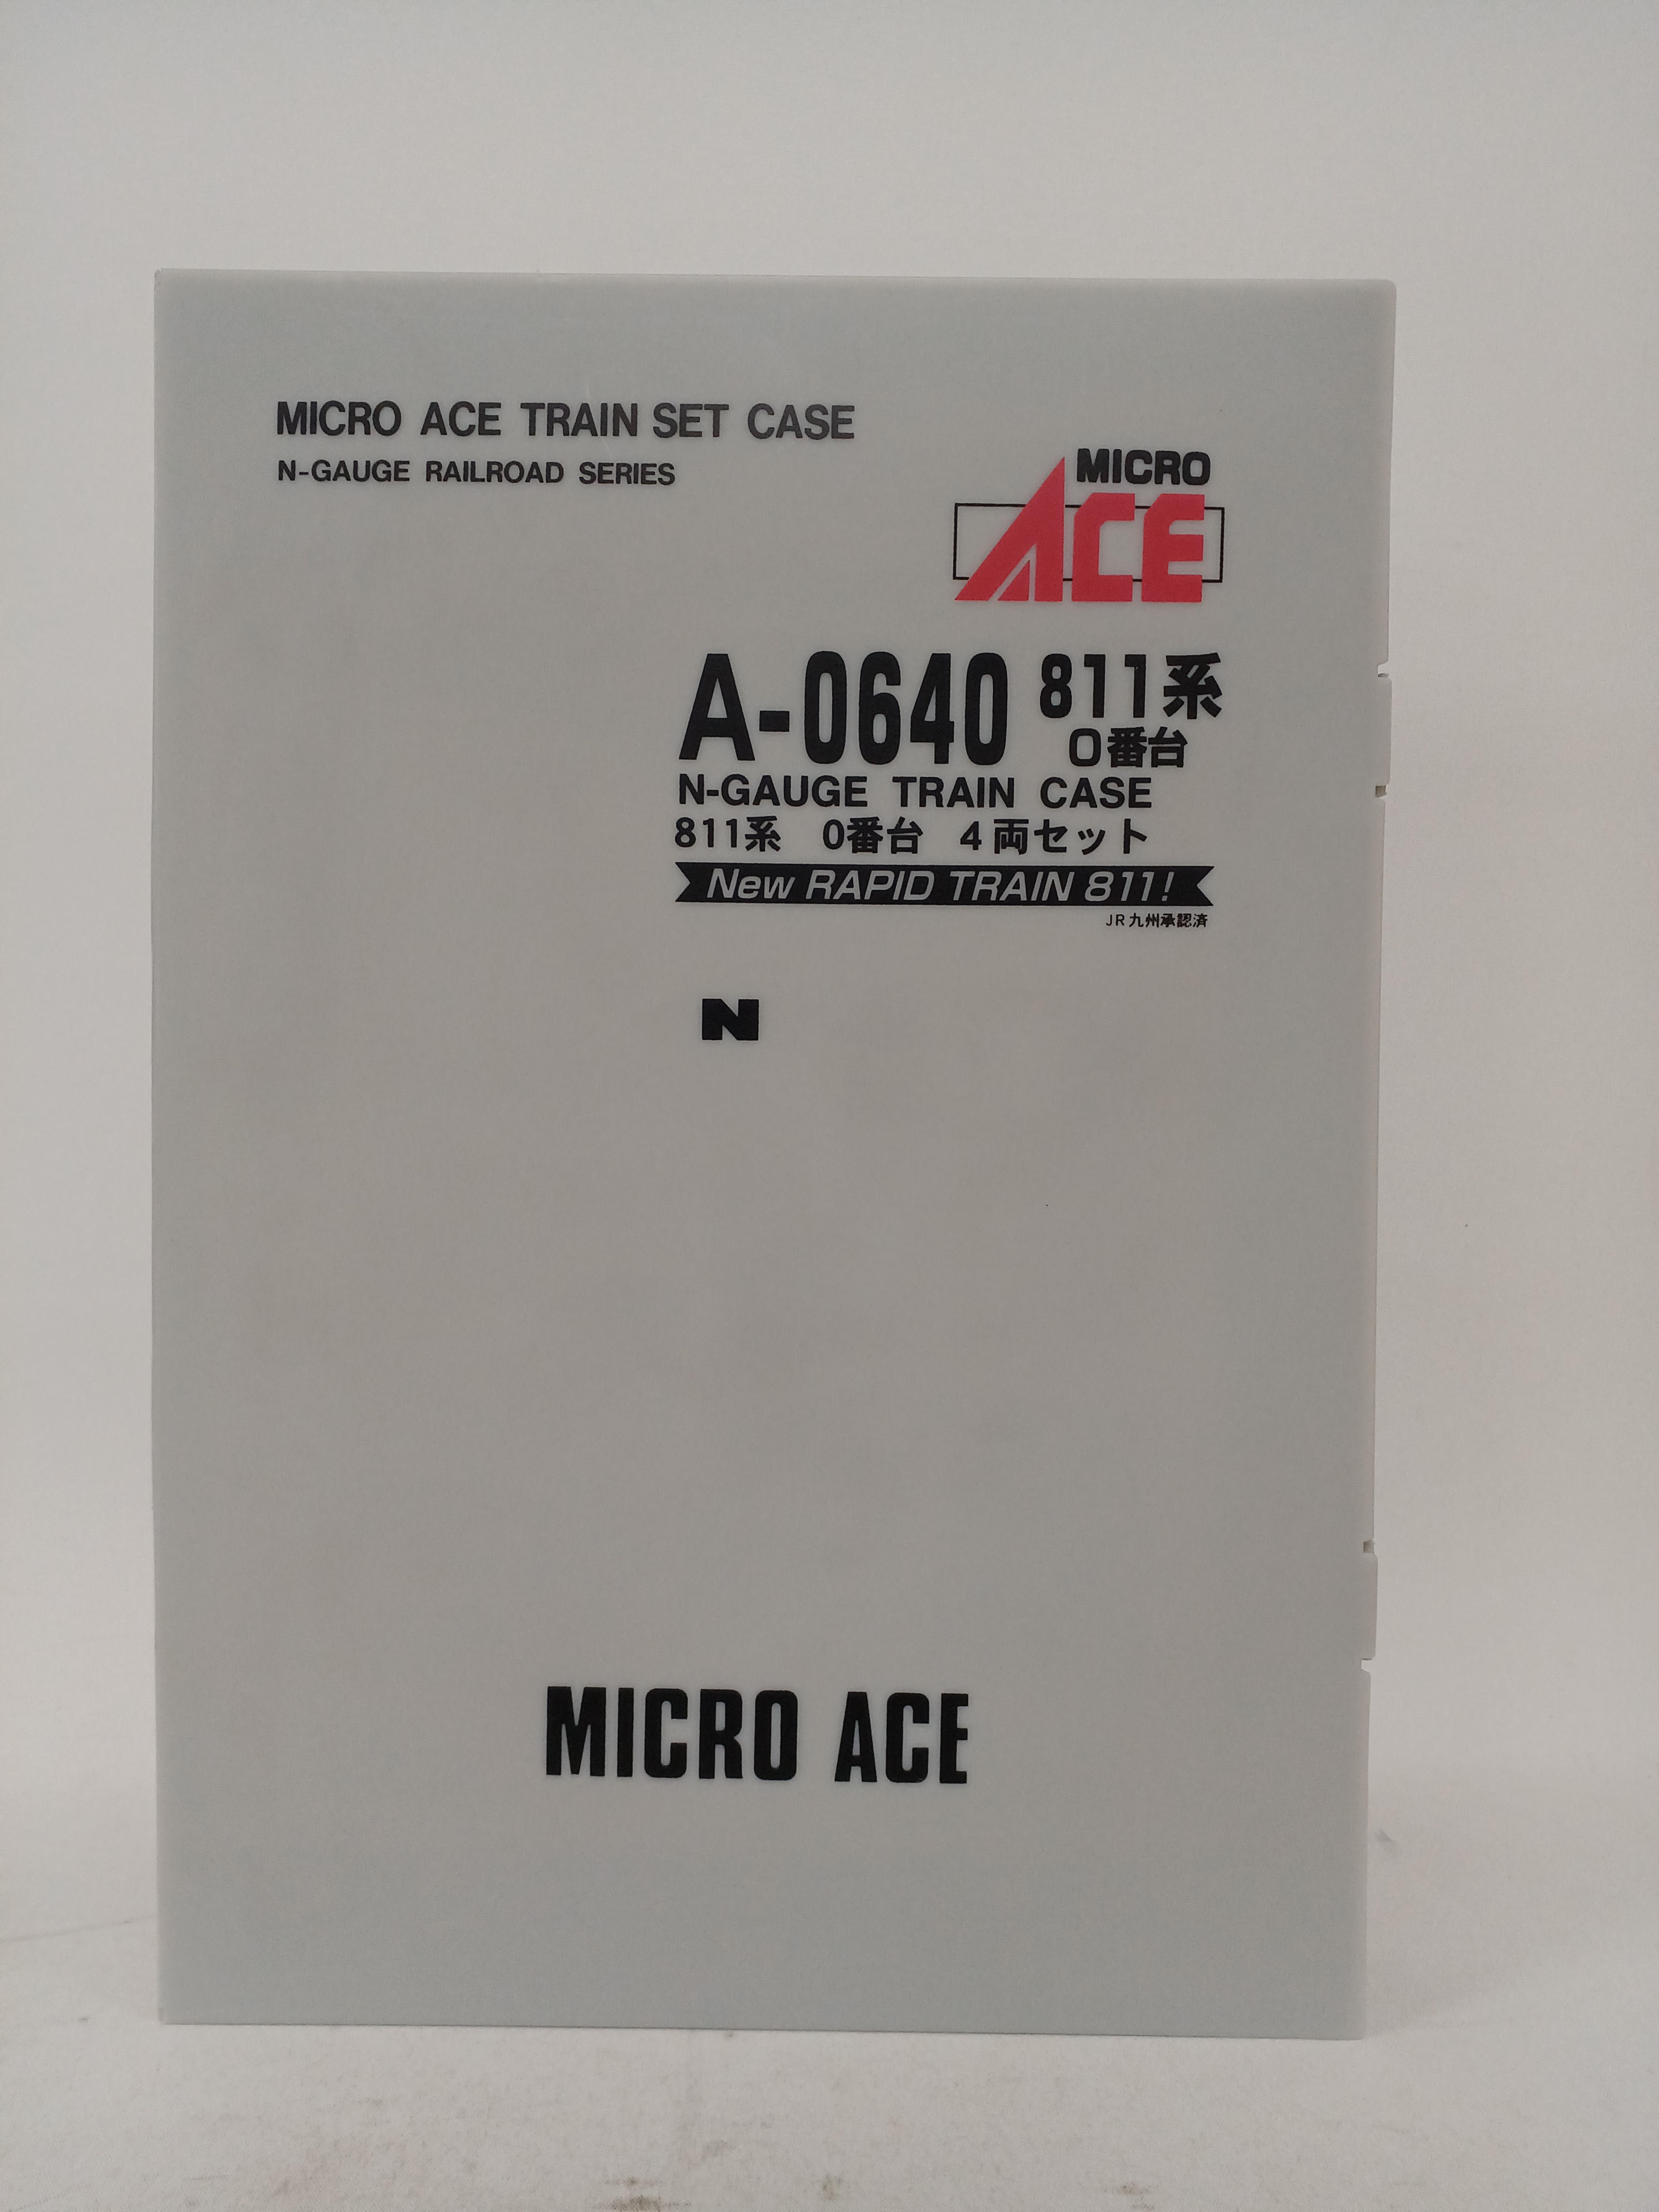 MICRO ACE TRAIN SET CASE
N-GAUGE RAILROAD SERIES
MICRO
ACE
A-0640 811系
0番台
N-GAUGE TRAIN CASE
811系 0番台 4両セット
New RAPID TRAIN 811!
JR九州承認済
N
MICRO ACE